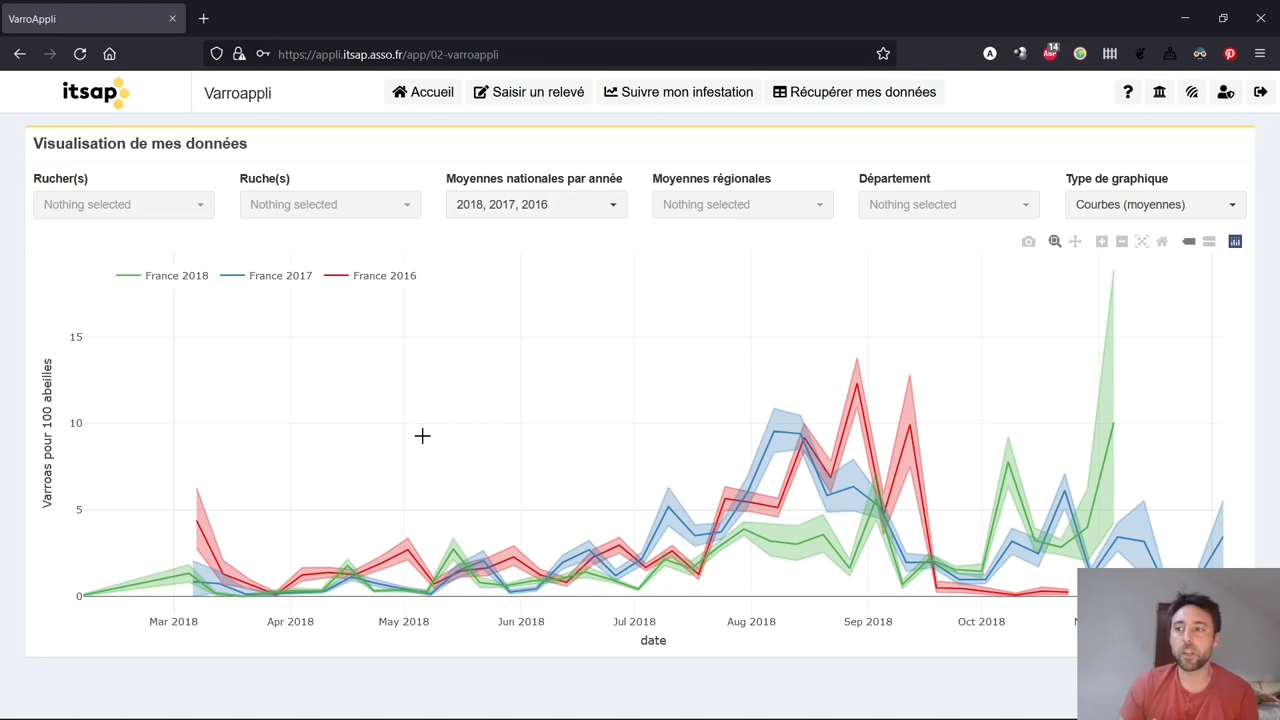 VarroAppli
https://appli.itsap.asso.fr/app/02-varroappli
14
itsap
Varroappli
Accueil
Saisir un relevé
Suivre mon infestation
Récupérer mes données
Visualisation de mes données
Rucher(s)
Ruche(s)
Moyennes nationales par année
Moyennes régionales
Département
Type de graphique
Nothing selected
Nothing selected
2018, 2017, 2016
Nothing selected
Nothing selected
Courbes (moyennes)
France 2018
France 2017
France 2016
Varroas pour 100 abeilles
15
10
5
0
Mar 2018
Apr 2018
May 2018
Jun 2018
Jul 2018
Aug 2018
Sep 2018
Oct 2018
date